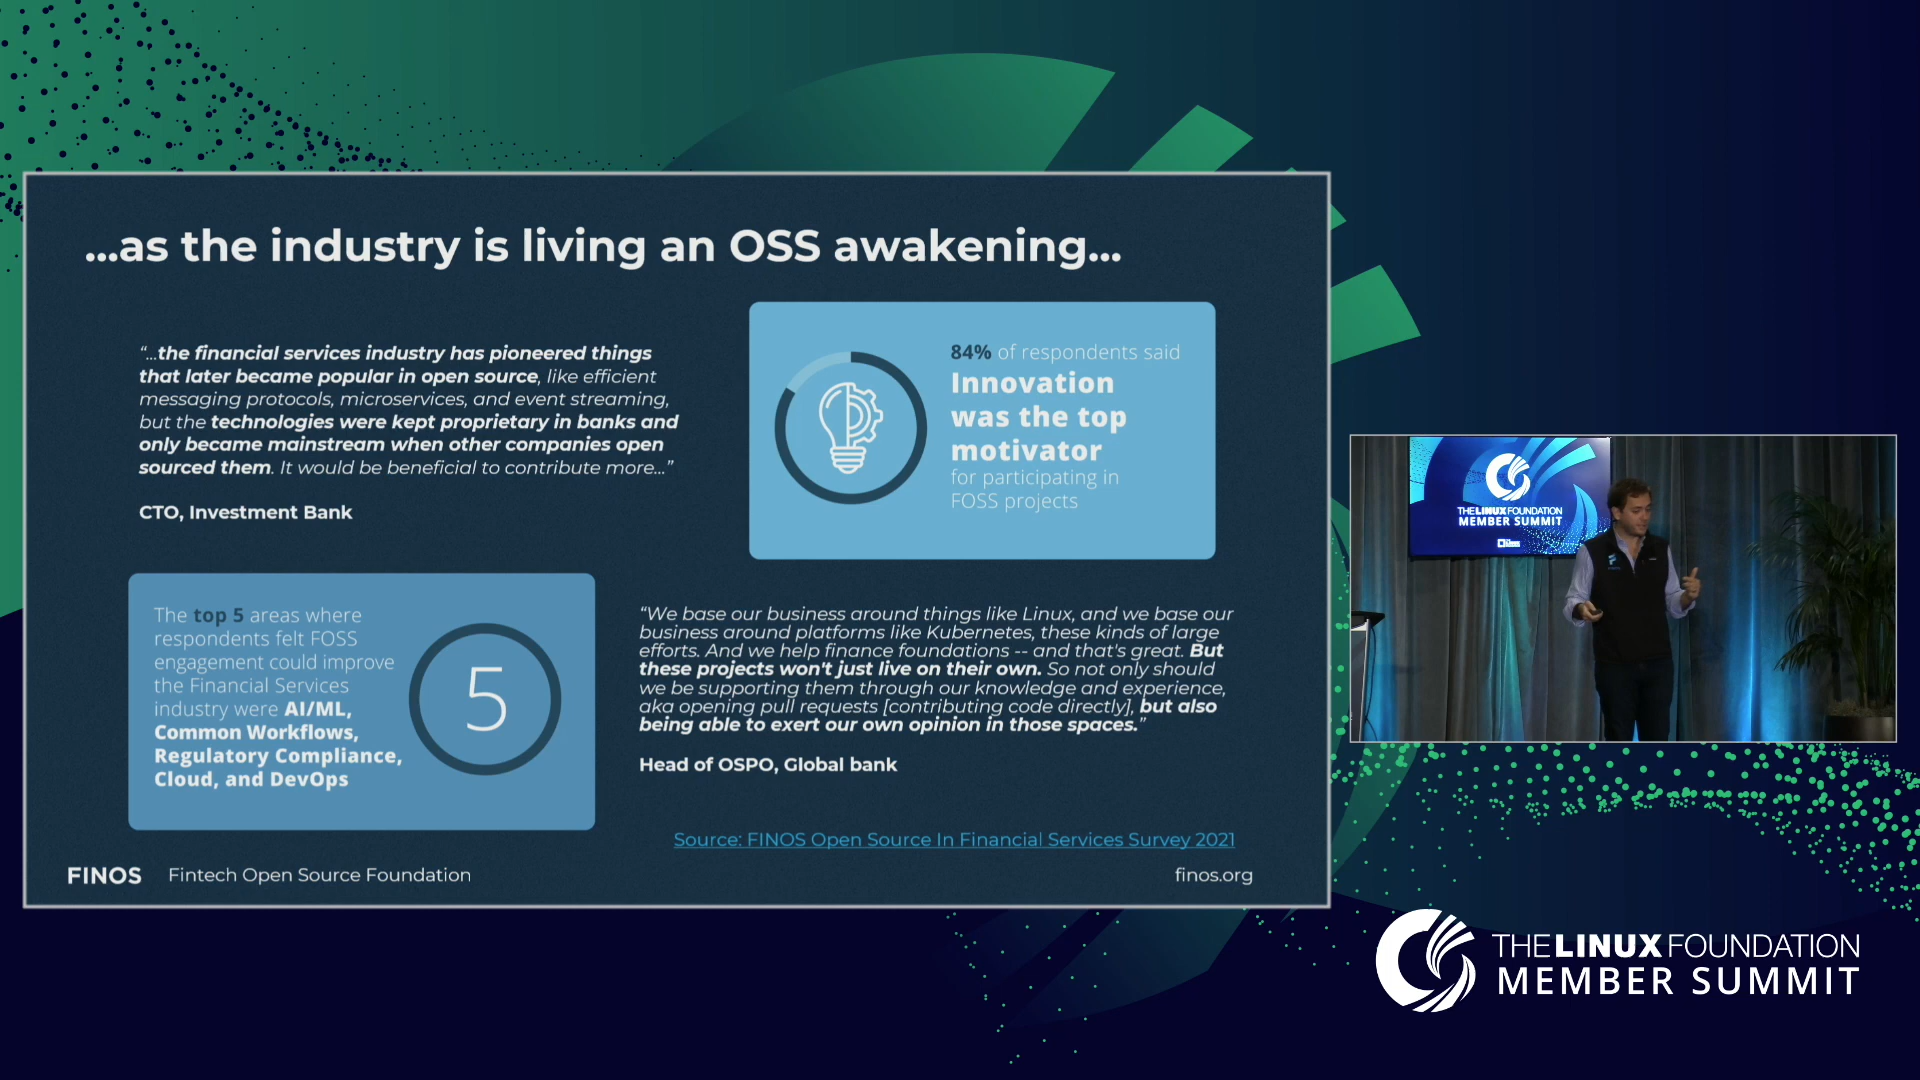 ...as the industry is living an OSS awakening...
“...the financial services industry has pioneered things
that later became popular in open source, like efficient
messaging protocols, microservices, and event streaming,
but the technologies were kept proprietary in banks and
only became mainstream when other companies open
sourced them. It would be beneficial to contribute more...”
CTO, Investment Bank
84% of respondents said
Innovation
was the top
motivator
for participating in
FOSS projects
The top 5 areas where
respondents felt FOSS
engagement could improve
the Financial Services
industry were AI/ML,
Common Workflows,
Regulatory Compliance,
Cloud, and DevOps
5
“We base our business around things like Linux, and we base our
business around platforms like Kubernetes, these kinds of large
efforts. And we help finance foundations -- and that's great. But
these projects won't just live on their own. So not only should
we be supporting them through our knowledge and experience,
aka opening pull requests [contributing code directly], but also
being able to exert our own opinion in those spaces.”
Head of OSPO, Global bank
Source: FINOS Open Source In Financial Services Survey 2021
FINOS Fintech Open Source Foundation
finos.org
THE LINUX FOUNDATION
MEMBER SUMMIT
THE LINUX FOUNDATION
MEMBER SUMMIT